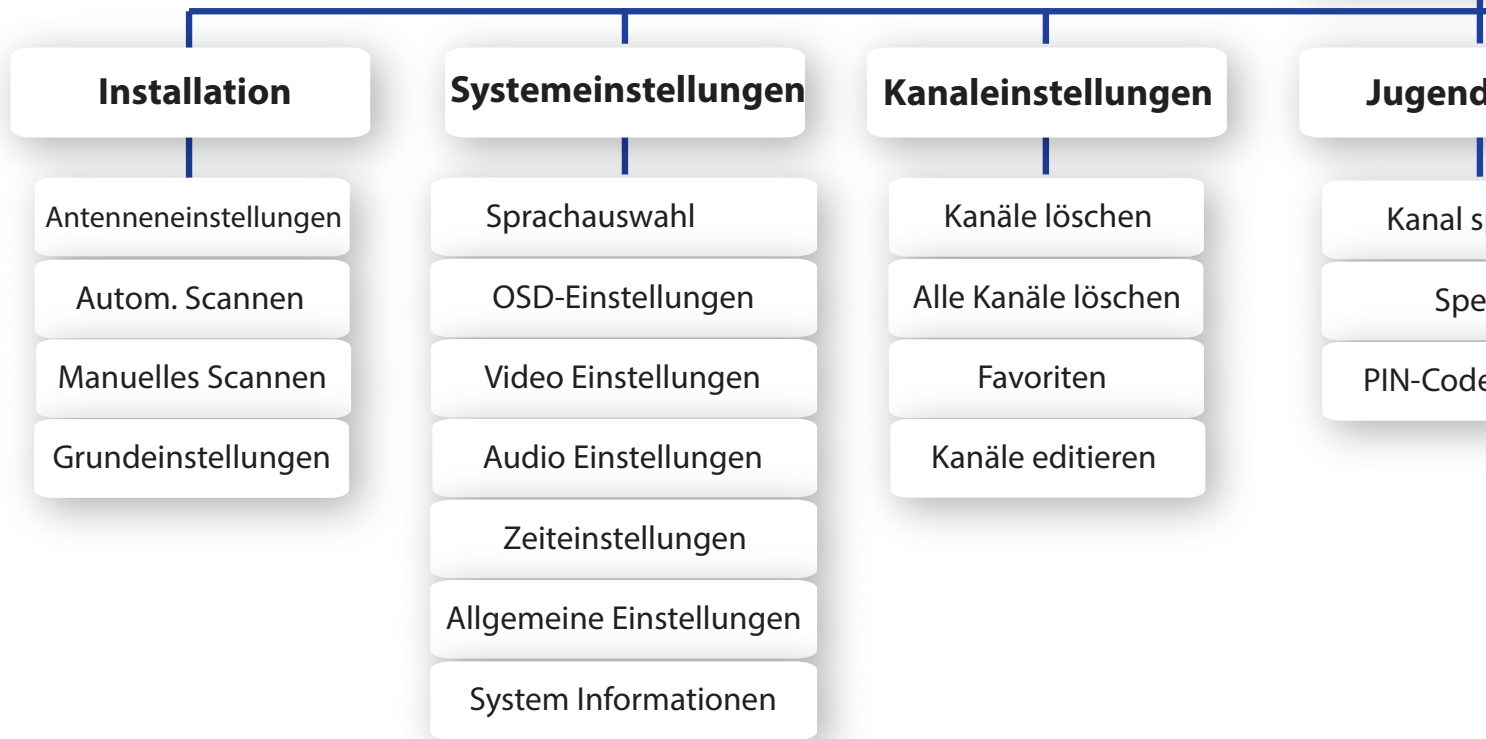 Installation
Antenneneinstellungen
Autom. Scannen
Manuelles Scannen
Grundeinstellungen
Systemeinstellungen
Sprachauswahl
OSD-Einstellungen
Video Einstellungen
Audio Einstellungen
Zeiteinstellungen
Allgemeine Einstellungen
System Informationen
Kanaleinstellungen
Kanäle löschen
Alle Kanäle löschen
Favoriten
Kanäle editieren
Kanal